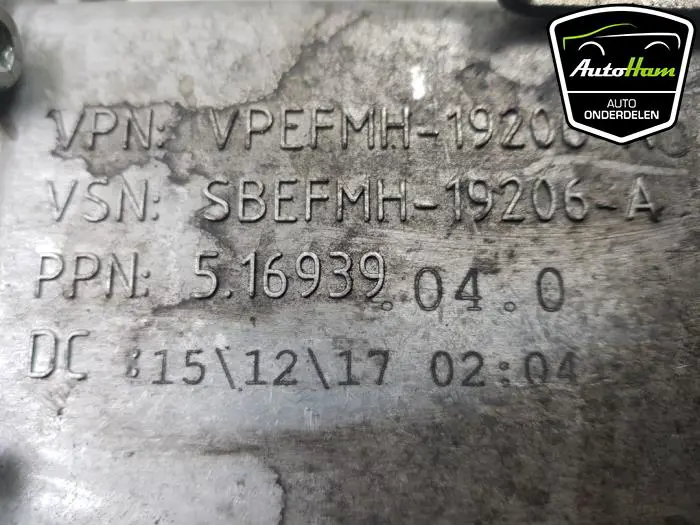 AutoHam
AUTO
ONDERDELEN
VPN: VPEFMH-19206
VSN: SBEFMH-19206-A
PPN: 5.16939.04.0
DC :15\12\17 02:04